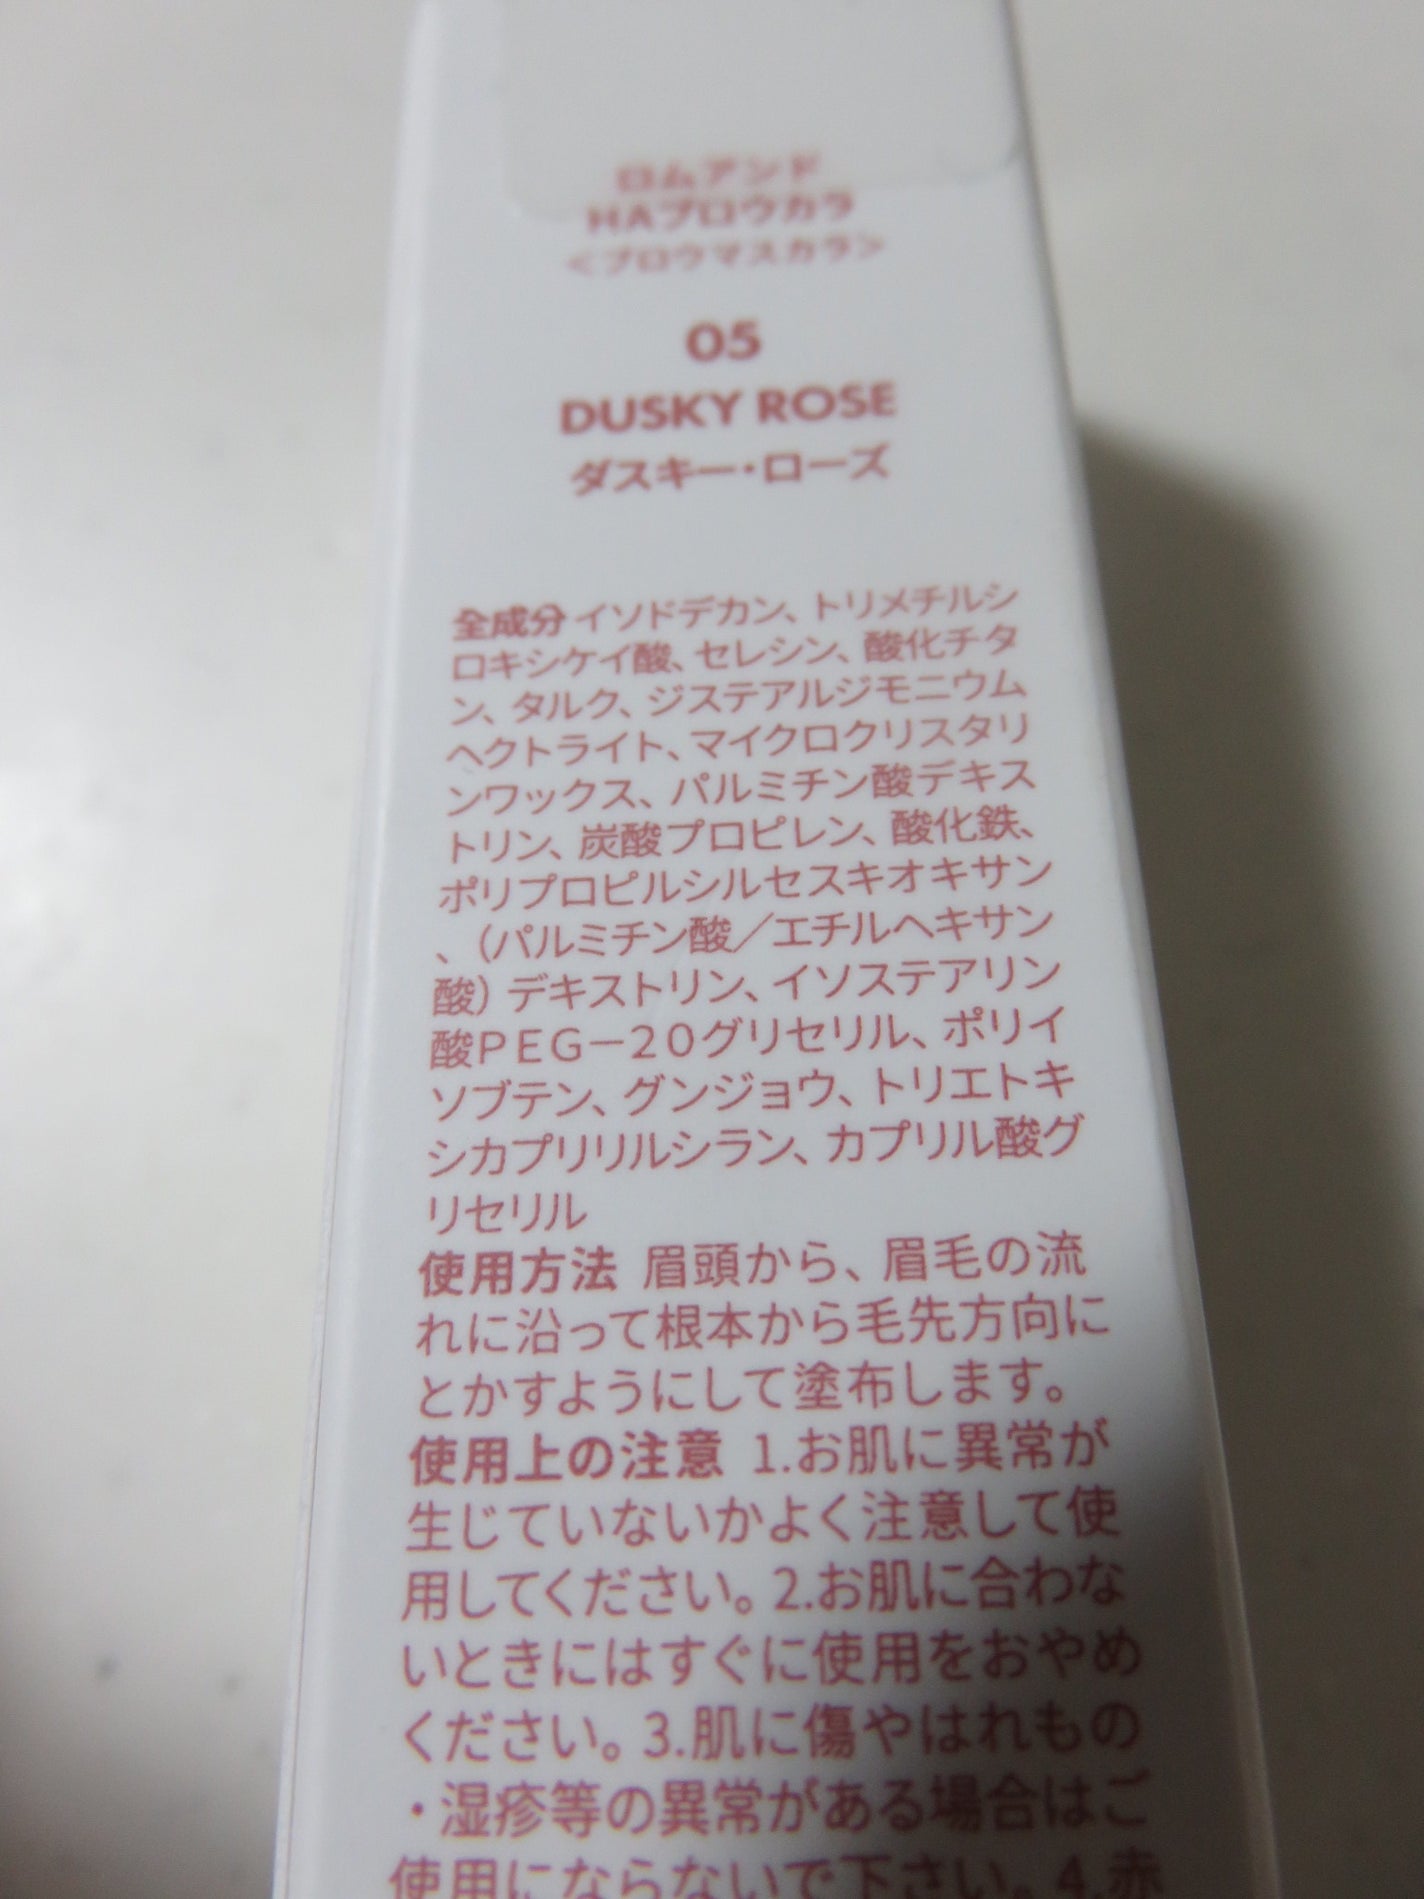 ロムアンド
HAブロウカラ
<ブロウマスカラ>
05
DUSKY ROSE
ダスキー・ローズ
全成分 イソドデカン、トリメチルシ
ロキシケイ酸、セレシン、酸化チタ
ン、タルク、ジステアルジモニウム
ヘクトライト、マイクロクリスタリ
ンワックス、パルミチン酸デキス
トリン、炭酸プロピレン、酸化鉄、
ポリプロピルシルセスキオキサン
、（パルミチン酸／エチルヘキサン
酸）デキストリン、イソステアリン
酸ＰＥＧ－２０グリセリル、ポリイ
ソブテン、グンジョウ、トリエトキ
シカプリリルシラン、カプリル酸グ
リセリル
使用方法 眉頭から、眉毛の流
れに沿って根本から毛先方向に
とかすようにして塗布します。
使用上の注意 1.お肌に異常が
生じていないかよく注意して使
用してください。2.お肌に合わな
いときにはすぐに使用をおやめ
ください。3.肌に傷やはれもの
・湿疹等の異常がある場合はご
使用にならないで下さい。4.赤